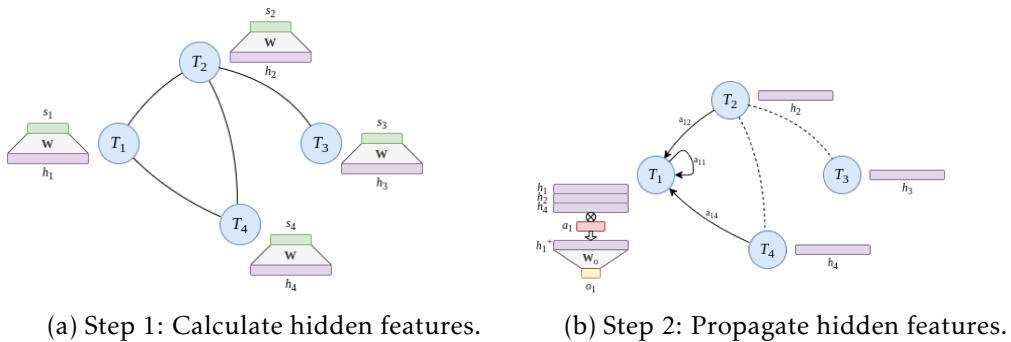 s₂
W
h₂
T₂
s₁
W
h₁
T₁
T₃
s₃
W
h₃
T₄
s₄
W
h₄
(a) Step 1: Calculate hidden features.
T₂
h₂
a₁₂
a₁₁
T₁
T₃
h₃
h₁
h₂
h₄
a₁₄
a₁
h₁⁺
W₀
o₁
T₄
h₄
(b) Step 2: Propagate hidden features.